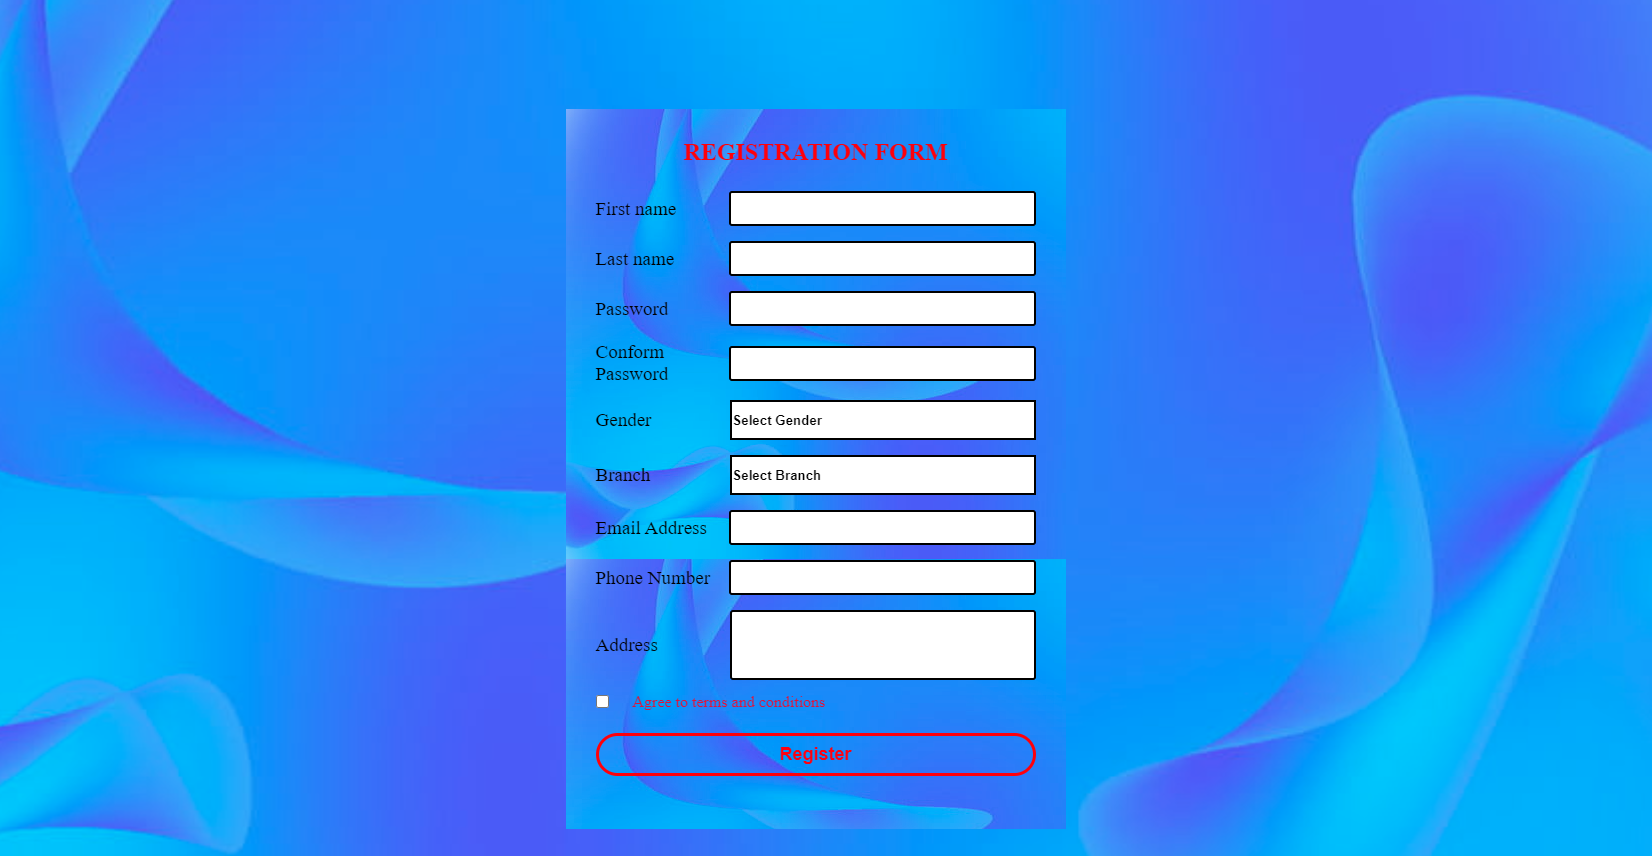 REGISTRATION FORM
First name
Last name
Password
Conform
Password
Gender
Select Gender
Branch
Select Branch
Email Address
Phone Number
Address
Agree to terms and conditions
Register